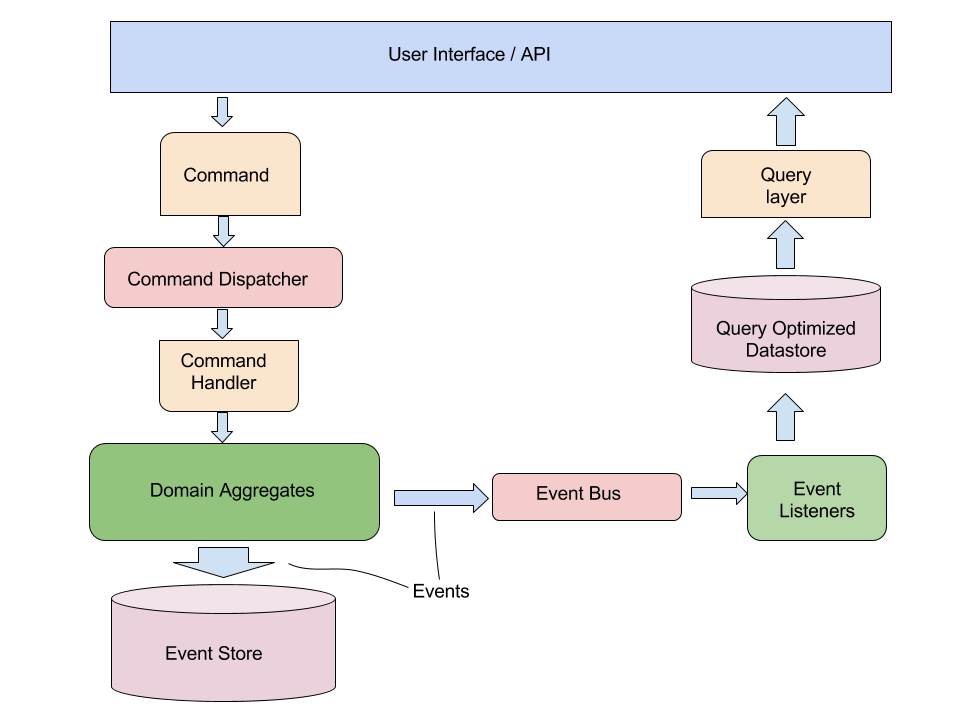 User Interface / API
Command
Command Dispatcher
Command
Handler
Domain Aggregates
Event Store
Events
Event Bus
Event
Listeners
Query Optimized
Datastore
Query
layer